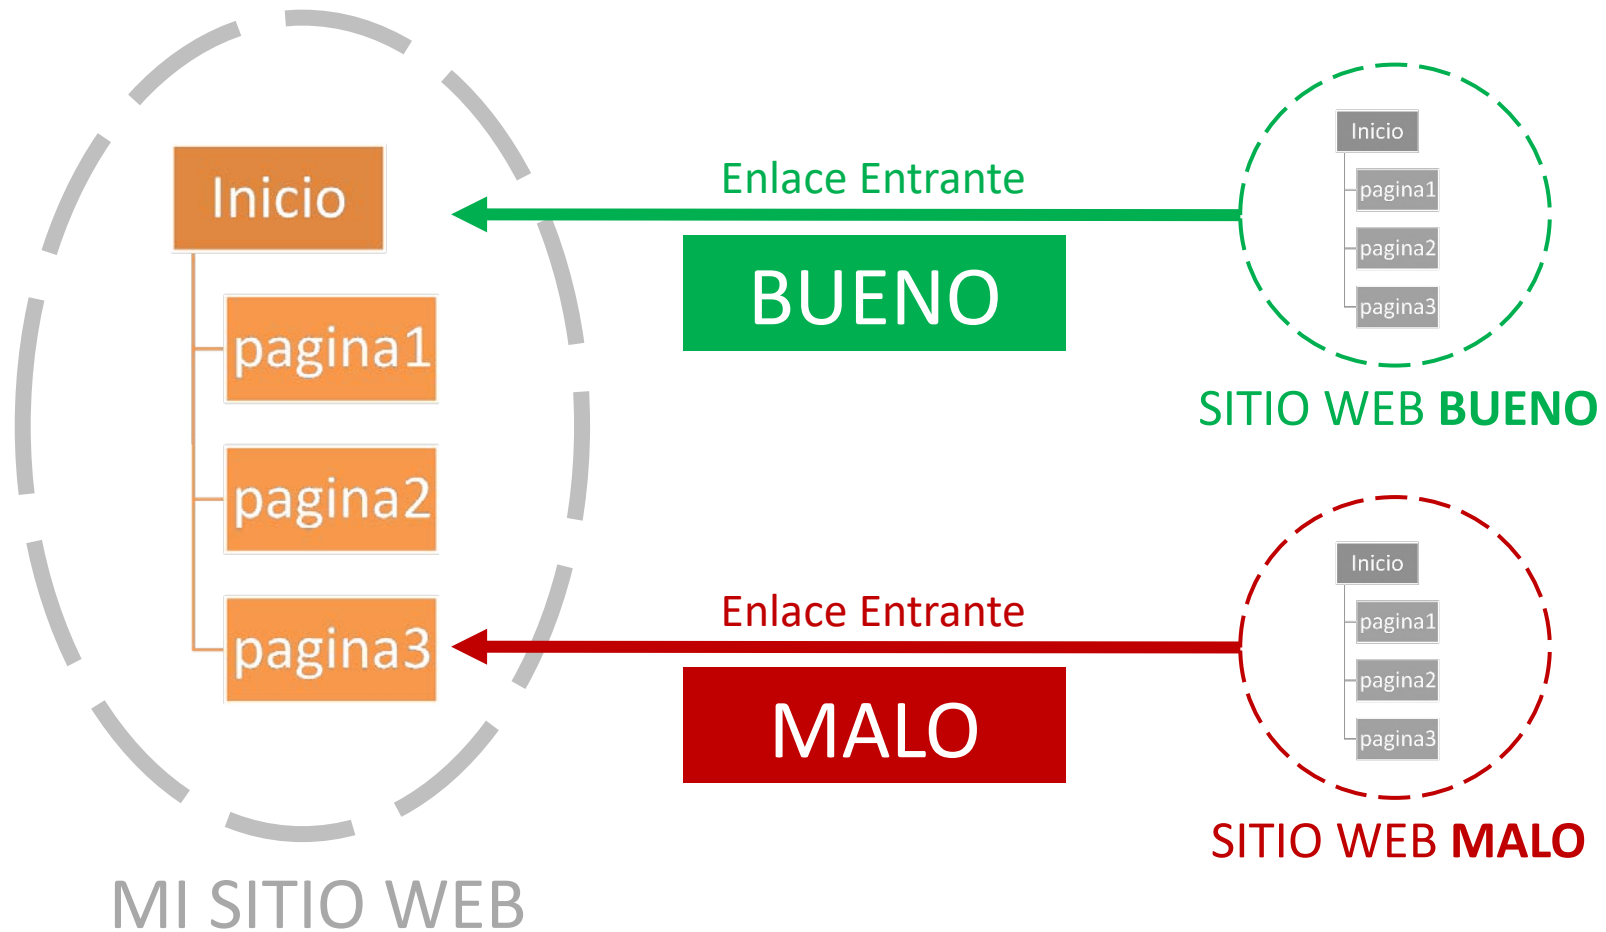 Inicio
pagina1
pagina2
pagina3
MI SITIO WEB
Enlace Entrante
BUENO
Enlace Entrante
MALO
Inicio
pagina1
pagina2
pagina3
SITIO WEB BUENO
Inicio
pagina1
pagina2
pagina3
SITIO WEB MALO